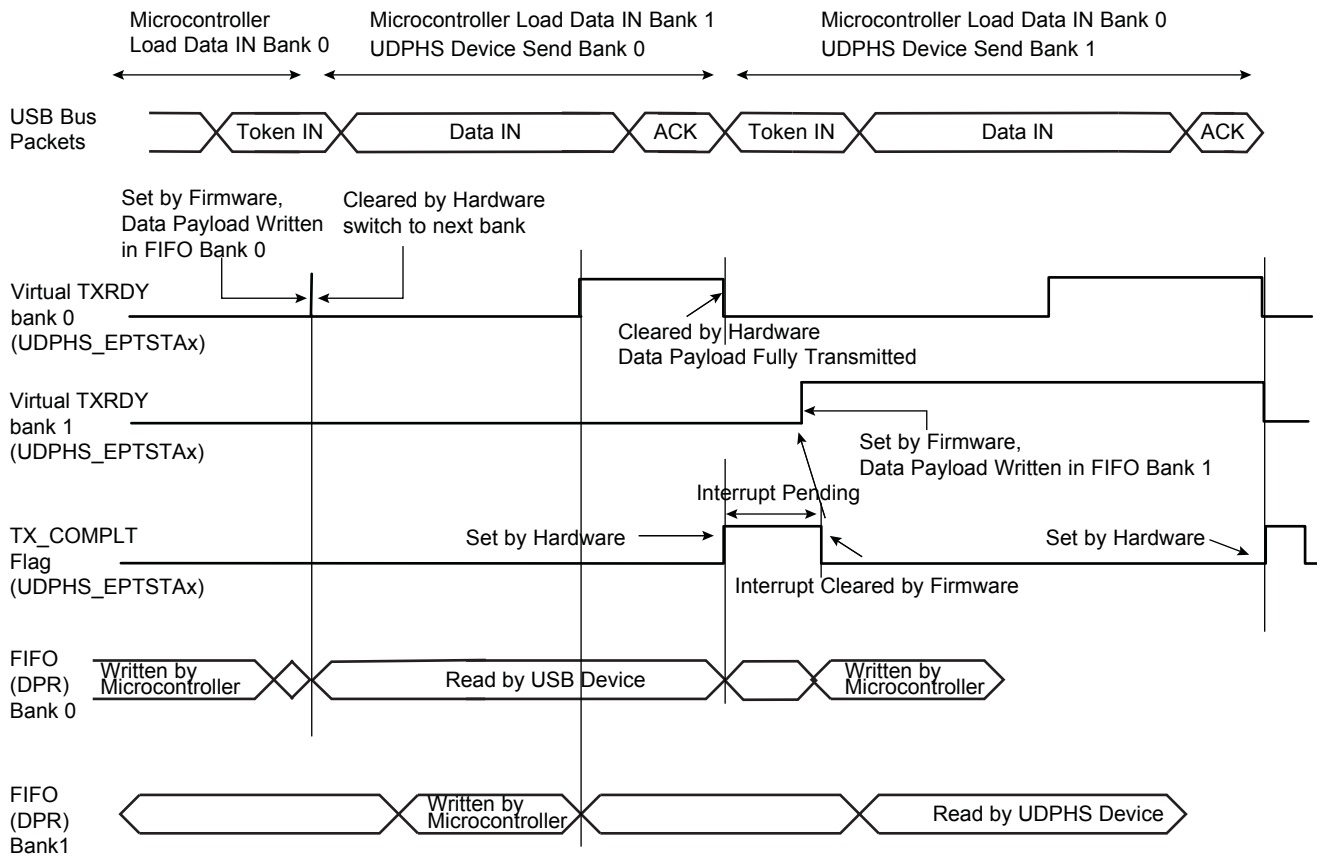 Microcontroller
Load Data IN Bank 0
Microcontroller Load Data IN Bank 1
UDPHS Device Send Bank 0
Microcontroller Load Data IN Bank 0
UDPHS Device Send Bank 1
USB Bus
Packets
Token IN
Data IN
ACK
Token IN
Data IN
ACK
Set by Firmware,
Data Payload Written
in FIFO Bank 0
Cleared by Hardware
switch to next bank
Virtual TXRDY
bank 0
(UDPHS_EPTSTAx)
Cleared by Hardware
Data Payload Fully Transmitted
Virtual TXRDY
bank 1
(UDPHS_EPTSTAx)
Set by Firmware,
Data Payload Written in FIFO Bank 1
Interrupt Pending
TX_COMPLT
Flag
(UDPHS_EPTSTAx)
Set by Hardware
Set by Hardware
Interrupt Cleared by Firmware
FIFO
(DPR)
Bank 0
Written by
Microcontroller
Read by USB Device
Written by
Microcontroller
FIFO
(DPR)
Bank1
Written by
Microcontroller
Read by UDPHS Device